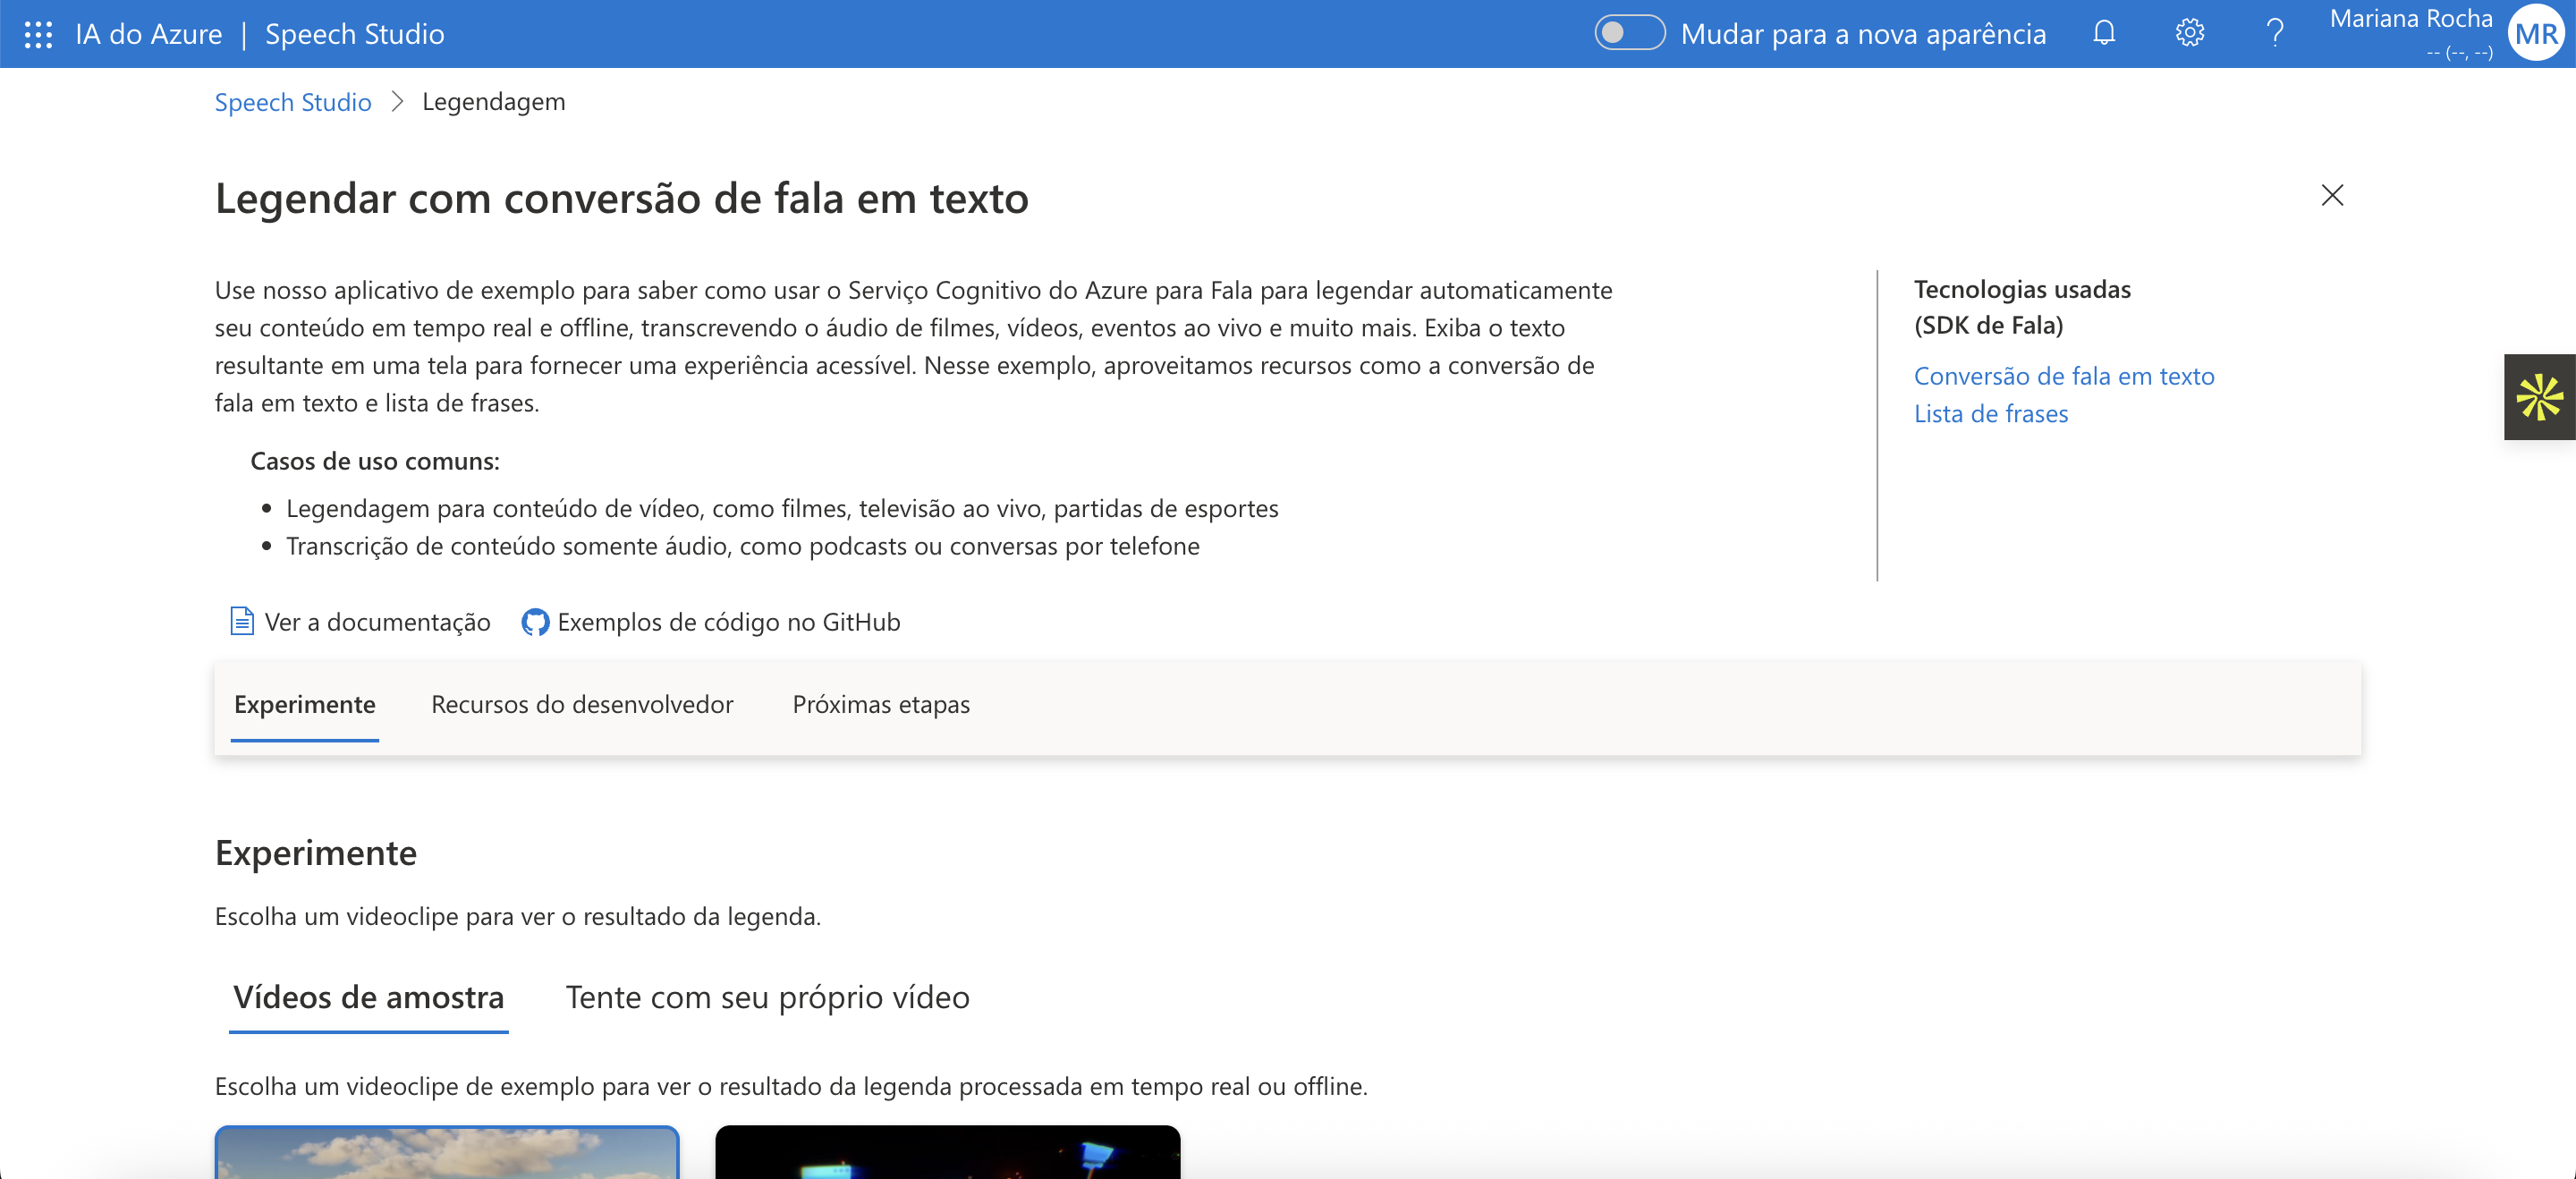 IA do Azure | Speech Studio
Mudar para a nova aparência
?
Mariana Rocha
-- (--, --)
MR
Speech Studio > Legendagem
Legendar com conversão de fala em texto
Use nosso aplicativo de exemplo para saber como usar o Serviço Cognitivo do Azure para Fala para legendar automaticamente
seu conteúdo em tempo real e offline, transcrevendo o áudio de filmes, vídeos, eventos ao vivo e muito mais. Exiba o texto
resultante em uma tela para fornecer uma experiência acessível. Nesse exemplo, aproveitamos recursos como a conversão de
fala em texto e lista de frases.
Casos de uso comuns:
• Legendagem para conteúdo de vídeo, como filmes, televisão ao vivo, partidas de esportes
• Transcrição de conteúdo somente áudio, como podcasts ou conversas por telefone
Tecnologias usadas
(SDK de Fala)
Conversão de fala em texto
Lista de frases
Ver a documentação
Exemplos de código no GitHub
Experimente
Recursos do desenvolvedor
Próximas etapas
Experimente
Escolha um videoclipe para ver o resultado da legenda.
Vídeos de amostra
Tente com seu próprio vídeo
Escolha um videoclipe de exemplo para ver o resultado da legenda processada em tempo real ou offline.